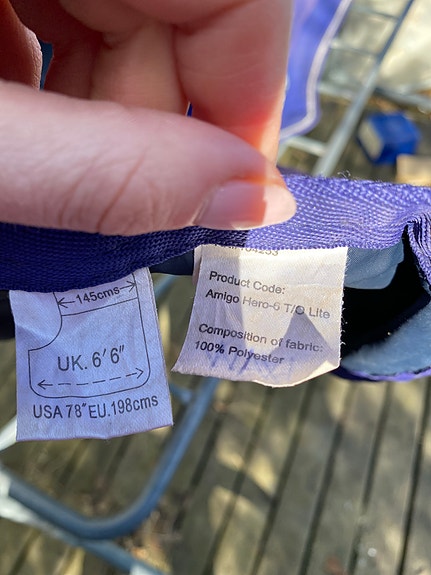 145cms
UK. 6'6"
USA 78"EU.198cms
Product Code:
Amigo Hero-6 T/O Lite
Composition of fabric:
100% Polyester